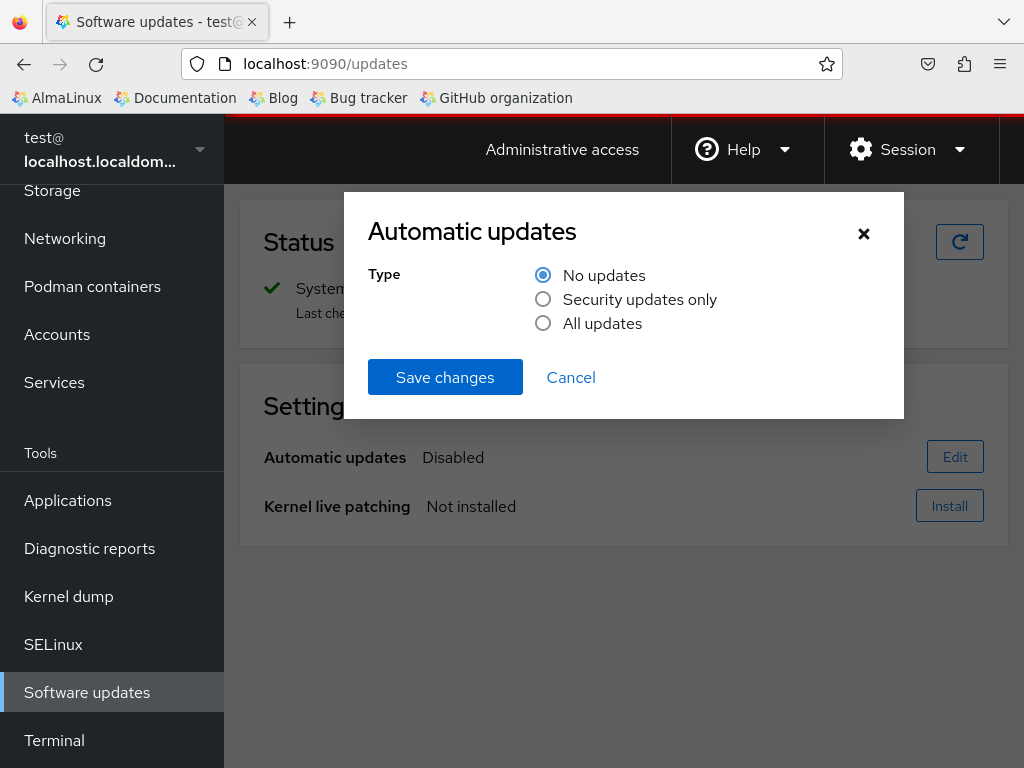 Software updates - test@
localhost:9090/updates
AlmaLinux Documentation Blog Bug tracker GitHub organization
test@
localhost.localdom...
Administrative access Help Session
Storage
Networking
Podman containers
Accounts
Services
Tools
Applications
Diagnostic reports
Kernel dump
SELinux
Software updates
Terminal
Status
System
Last che
Automatic updates
Type
No updates
Security updates only
All updates
Save changes Cancel
Setting
Automatic updates Disabled Edit
Kernel live patching Not installed Install